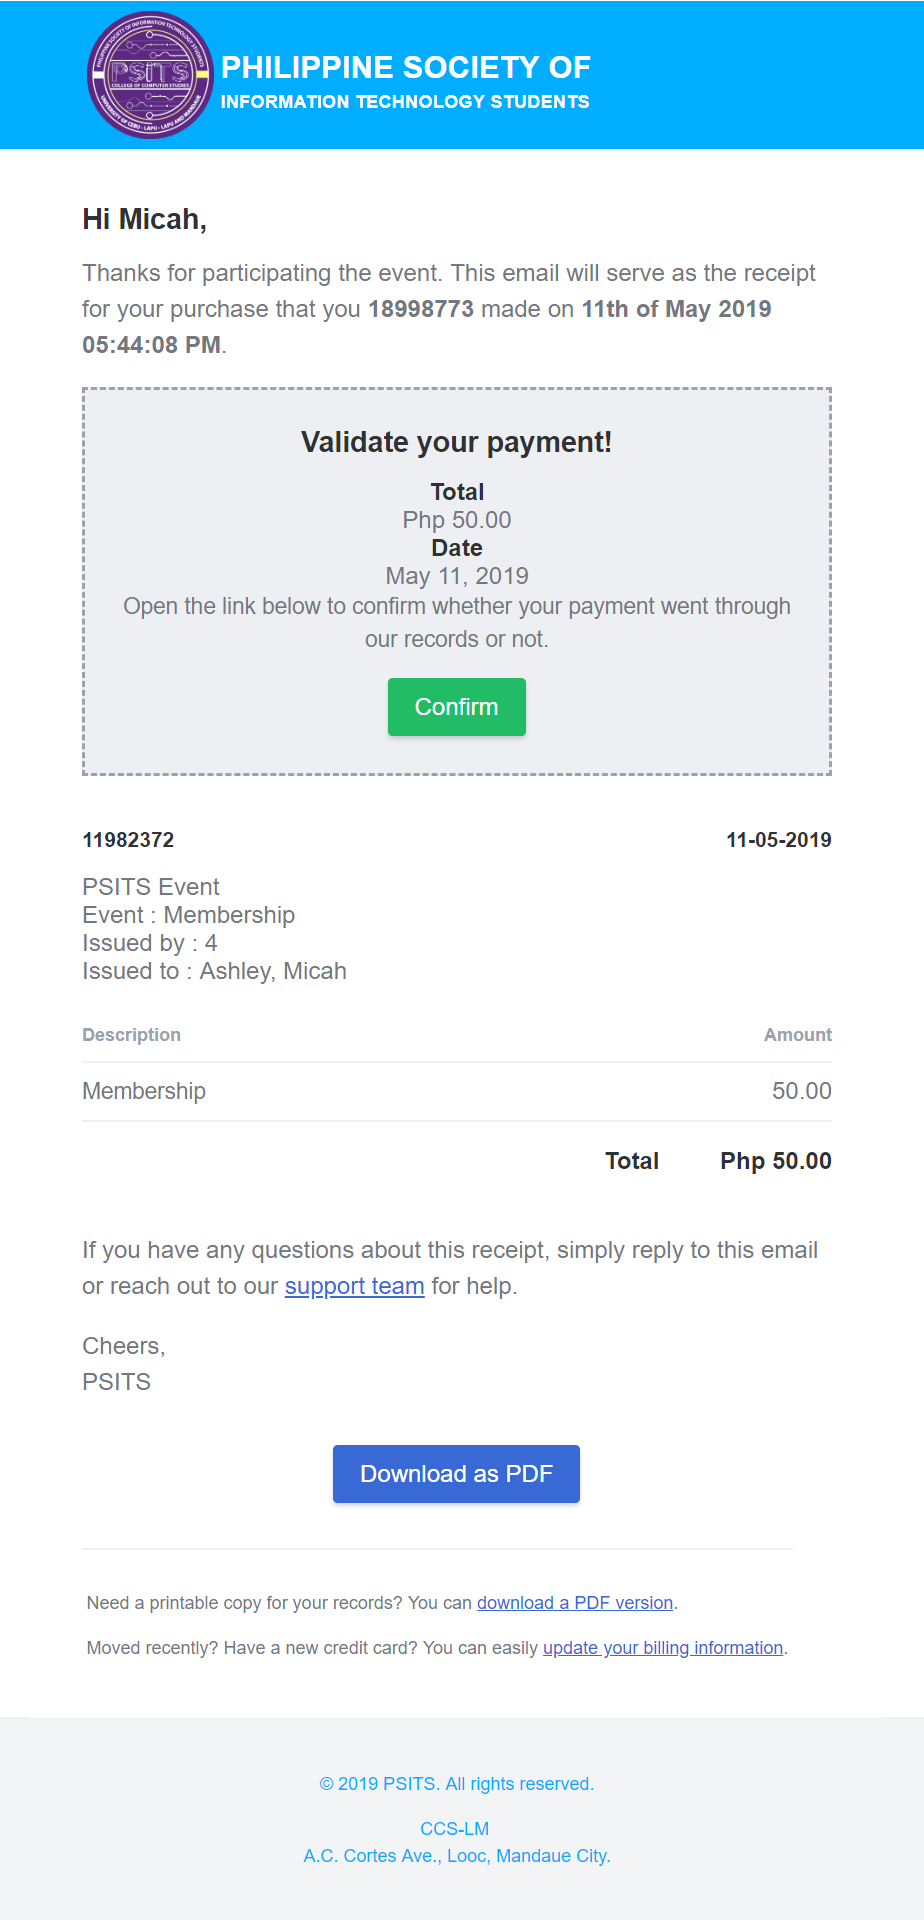 PHILIPPINE SOCIETY OF INFORMATION TECHNOLOGY STUDENTS
PSITS
COLLEGE OF COMPUTER STUDIES
UNIVERSITY OF CEBU - LAPU - LAPU AND MANDAUE
PHILIPPINE SOCIETY OF
INFORMATION TECHNOLOGY STUDENTS
Hi Micah,
Thanks for participating the event. This email will serve as the receipt
for your purchase that you 18998773 made on 11th of May 2019
05:44:08 PM.
Validate your payment!
Total
Php 50.00
Date
May 11, 2019
Open the link below to confirm whether your payment went through
our records or not.
Confirm
11982372 11-05-2019
PSITS Event
Event : Membership
Issued by : 4
Issued to : Ashley, Micah
Description Amount
Membership 50.00
Total Php 50.00
If you have any questions about this receipt, simply reply to this email
or reach out to our support team for help.
Cheers,
PSITS
Download as PDF
Need a printable copy for your records? You can download a PDF version.
Moved recently? Have a new credit card? You can easily update your billing information.
© 2019 PSITS. All rights reserved.
CCS-LM
A.C. Cortes Ave., Looc, Mandaue City.